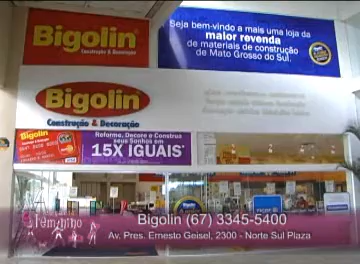 Bigolin
Construção & Decoração
Seja bem-vindo a mais uma loja da
maior revenda
de materiais de construção
de Mato Grosso do Sul.
Bigolin
Construção & Decoração
Bigolin
VISA
Reforme, Decore e Construa
seus Sonhos em
15X IGUAIS*
Feminino
Bigolin (67) 3345-5400
Av. Pres. Ernesto Geisel, 2300 - Norte Sul Plaza